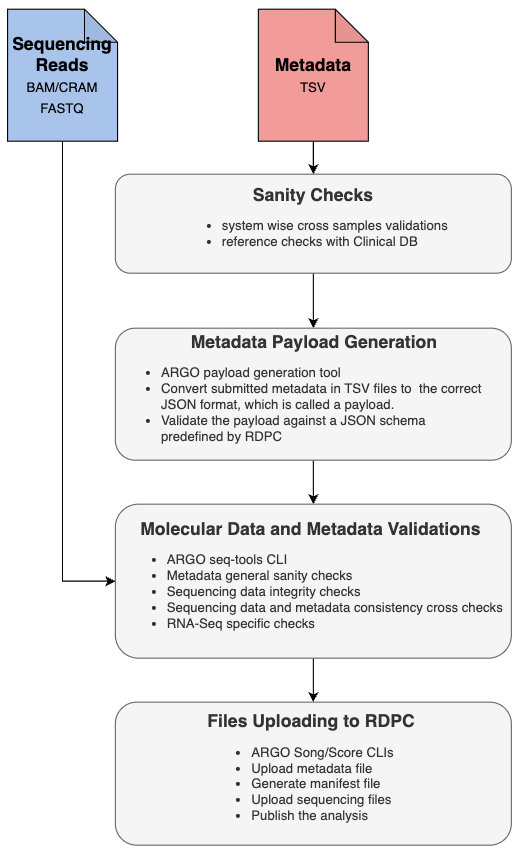 Sequencing
Reads
BAM/CRAM
FASTQ
Metadata
TSV
Sanity Checks
• system wise cross samples validations
• reference checks with Clinical DB
Metadata Payload Generation
• ARGO payload generation tool
• Convert submitted metadata in TSV files to the correct
JSON format, which is called a payload.
• Validate the payload against a JSON schema
predefined by RDPC
Molecular Data and Metadata Validations
• ARGO seq-tools CLI
• Metadata general sanity checks
• Sequencing data integrity checks
• Sequencing data and metadata consistency cross checks
• RNA-Seq specific checks
Files Uploading to RDPC
• ARGO Song/Score CLIs
• Upload metadata file
• Generate manifest file
• Upload sequencing files
• Publish the analysis